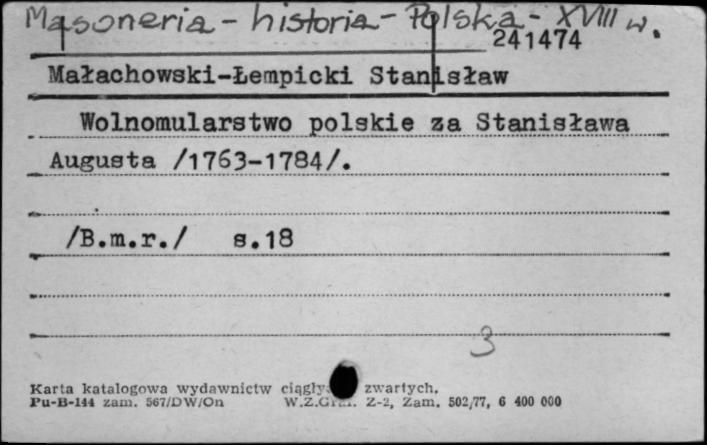 Masoneria - historia - Polska - XVIII w.
241474
Małachowski-Łempicki Stanisław
Wolnomularstwo polskie za Stanisława
Augusta /1763-1784/.
/B.m.r./ s.18
3
Karta katalogowa wydawnictw zwartych.
Pu-B-144 zam. 567/DW/On Z-2, Zam. 502/77, 6 400 000